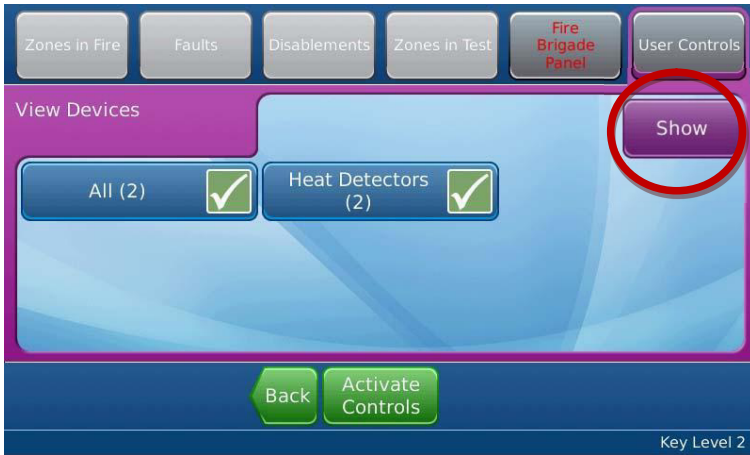 Zones in Fire
Faults
Disablements
Zones in Test
Fire
Brigade
Panel
User Controls
View Devices
Show
All (2)
Heat Detectors
(2)
Back
Activate
Controls
Key Level 2